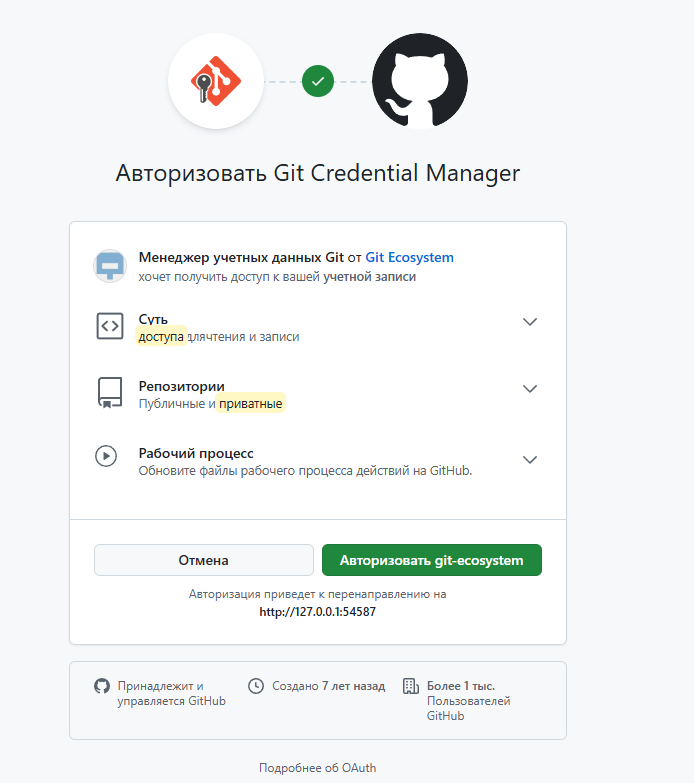 Авторизовать Git Credential Manager
Менеджер учетных данных Git от Git Ecosystem
хочет получить доступ к вашей учетной записи
Суть
доступа длячтения и записи
Репозитории
Публичные и приватные
Рабочий процесс
Обновите файлы рабочего процесса действий на GitHub.
Отмена
Авторизовать git-ecosystem
Авторизация приведет к перенаправлению на
http://127.0.0.1:54587
Принадлежит и
управляется GitHub
Создано 7 лет назад
Более 1 тыс.
Пользователей
GitHub
Подробнее об OAuth